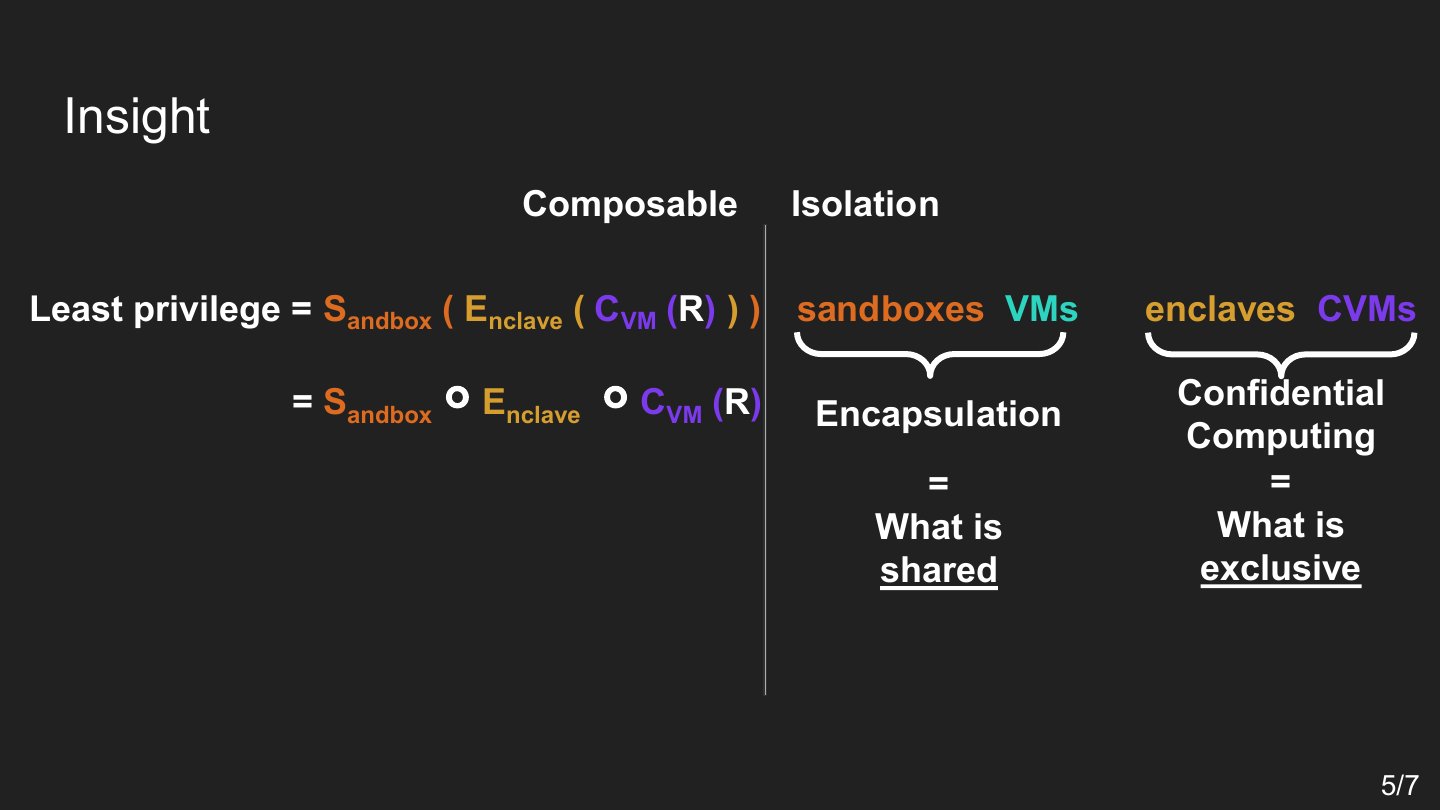 Insight
Composable Isolation
Least privilege = Sandbox ( Enclave ( CVM (R) ) )
= Sandbox ∘ Enclave ∘ CVM (R)
sandboxes VMs
Encapsulation
=
What is
shared
enclaves CVMs
Confidential
Computing
=
What is
exclusive
5/7